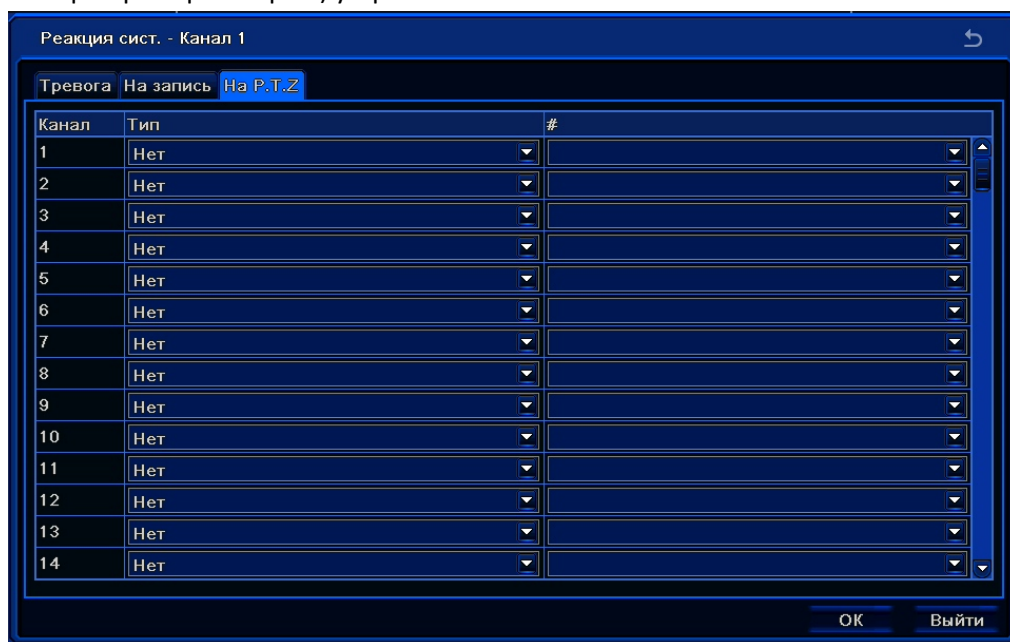 Реакция сист. - Канал 1
Тревога На запись На P.T.Z
Канал Тип #
1 Нет
2 Нет
3 Нет
4 Нет
5 Нет
6 Нет
7 Нет
8 Нет
9 Нет
10 Нет
11 Нет
12 Нет
13 Нет
14 Нет
ОК Выйти